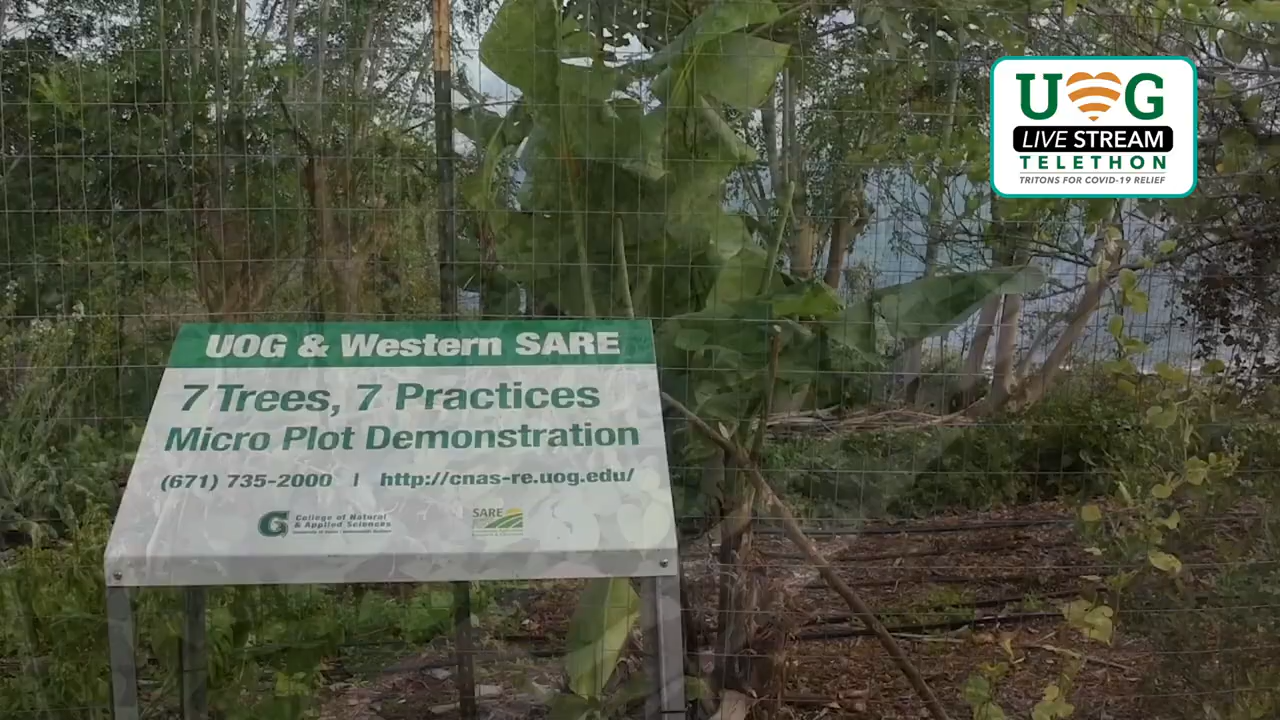 UOG & Western SARE
7 Trees, 7 Practices
Micro Plot Demonstration
(671) 735-2000 | http://cnas-re.uog.edu/
G College of Natural
& Applied Sciences
SARE
U G
LIVE STREAM
TELETHON
TRITONS FOR COVID-19 RELIEF